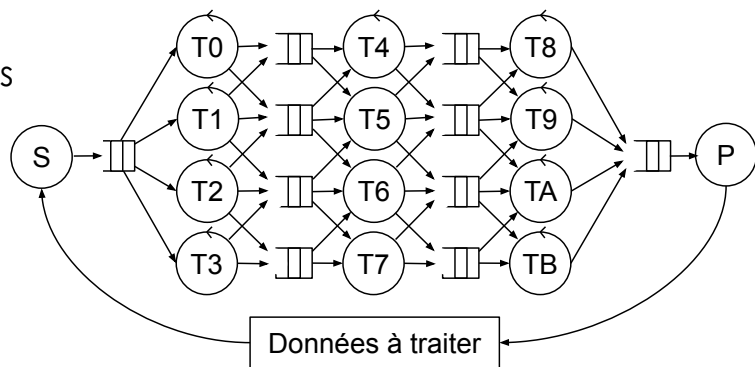 T0 T4 T8
s
T1 T5 T9
S P
T2 T6 TA
T3 T7 TB
Données à traiter